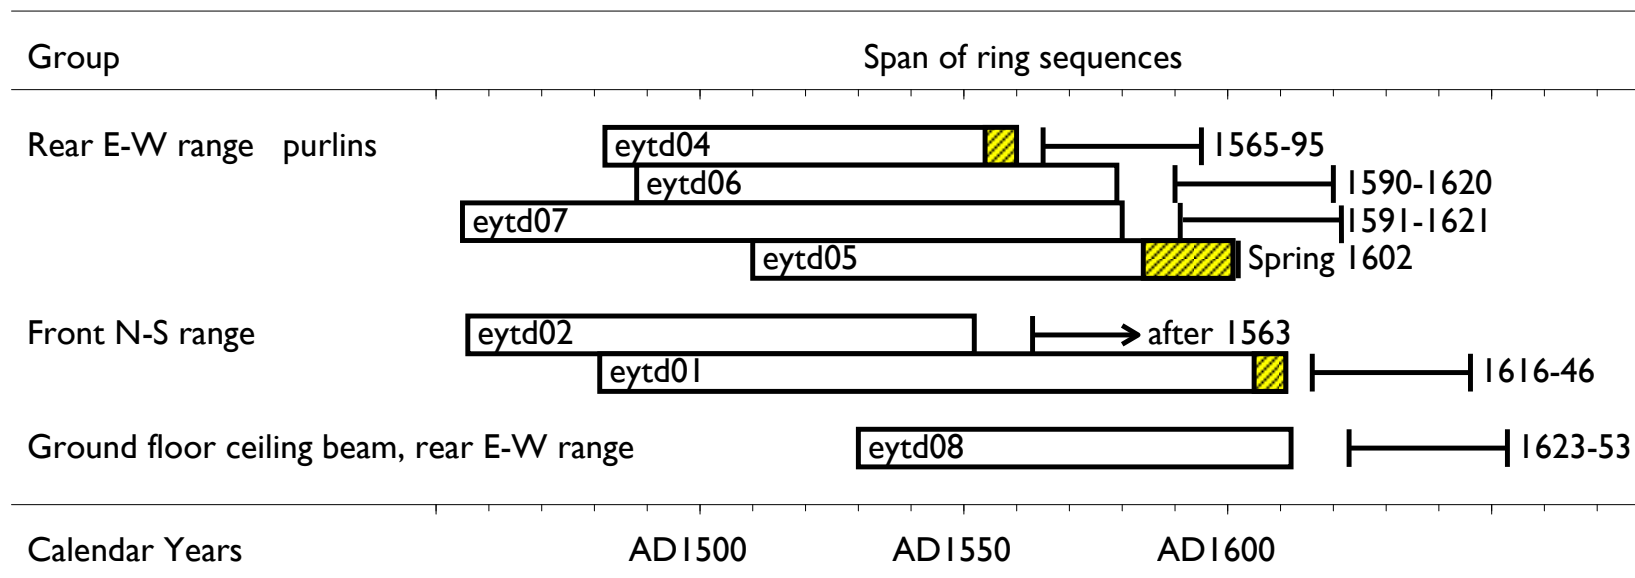 Group Span of ring sequences
Rear E-W range purlins eytd04 1565-95
eytd06 1590-1620
eytd07 1591-1621
eytd05 Spring 1602
Front N-S range eytd02 after 1563
eytd01 1616-46
Ground floor ceiling beam, rear E-W range eytd08 1623-53
Calendar Years AD1500 AD1550 AD1600